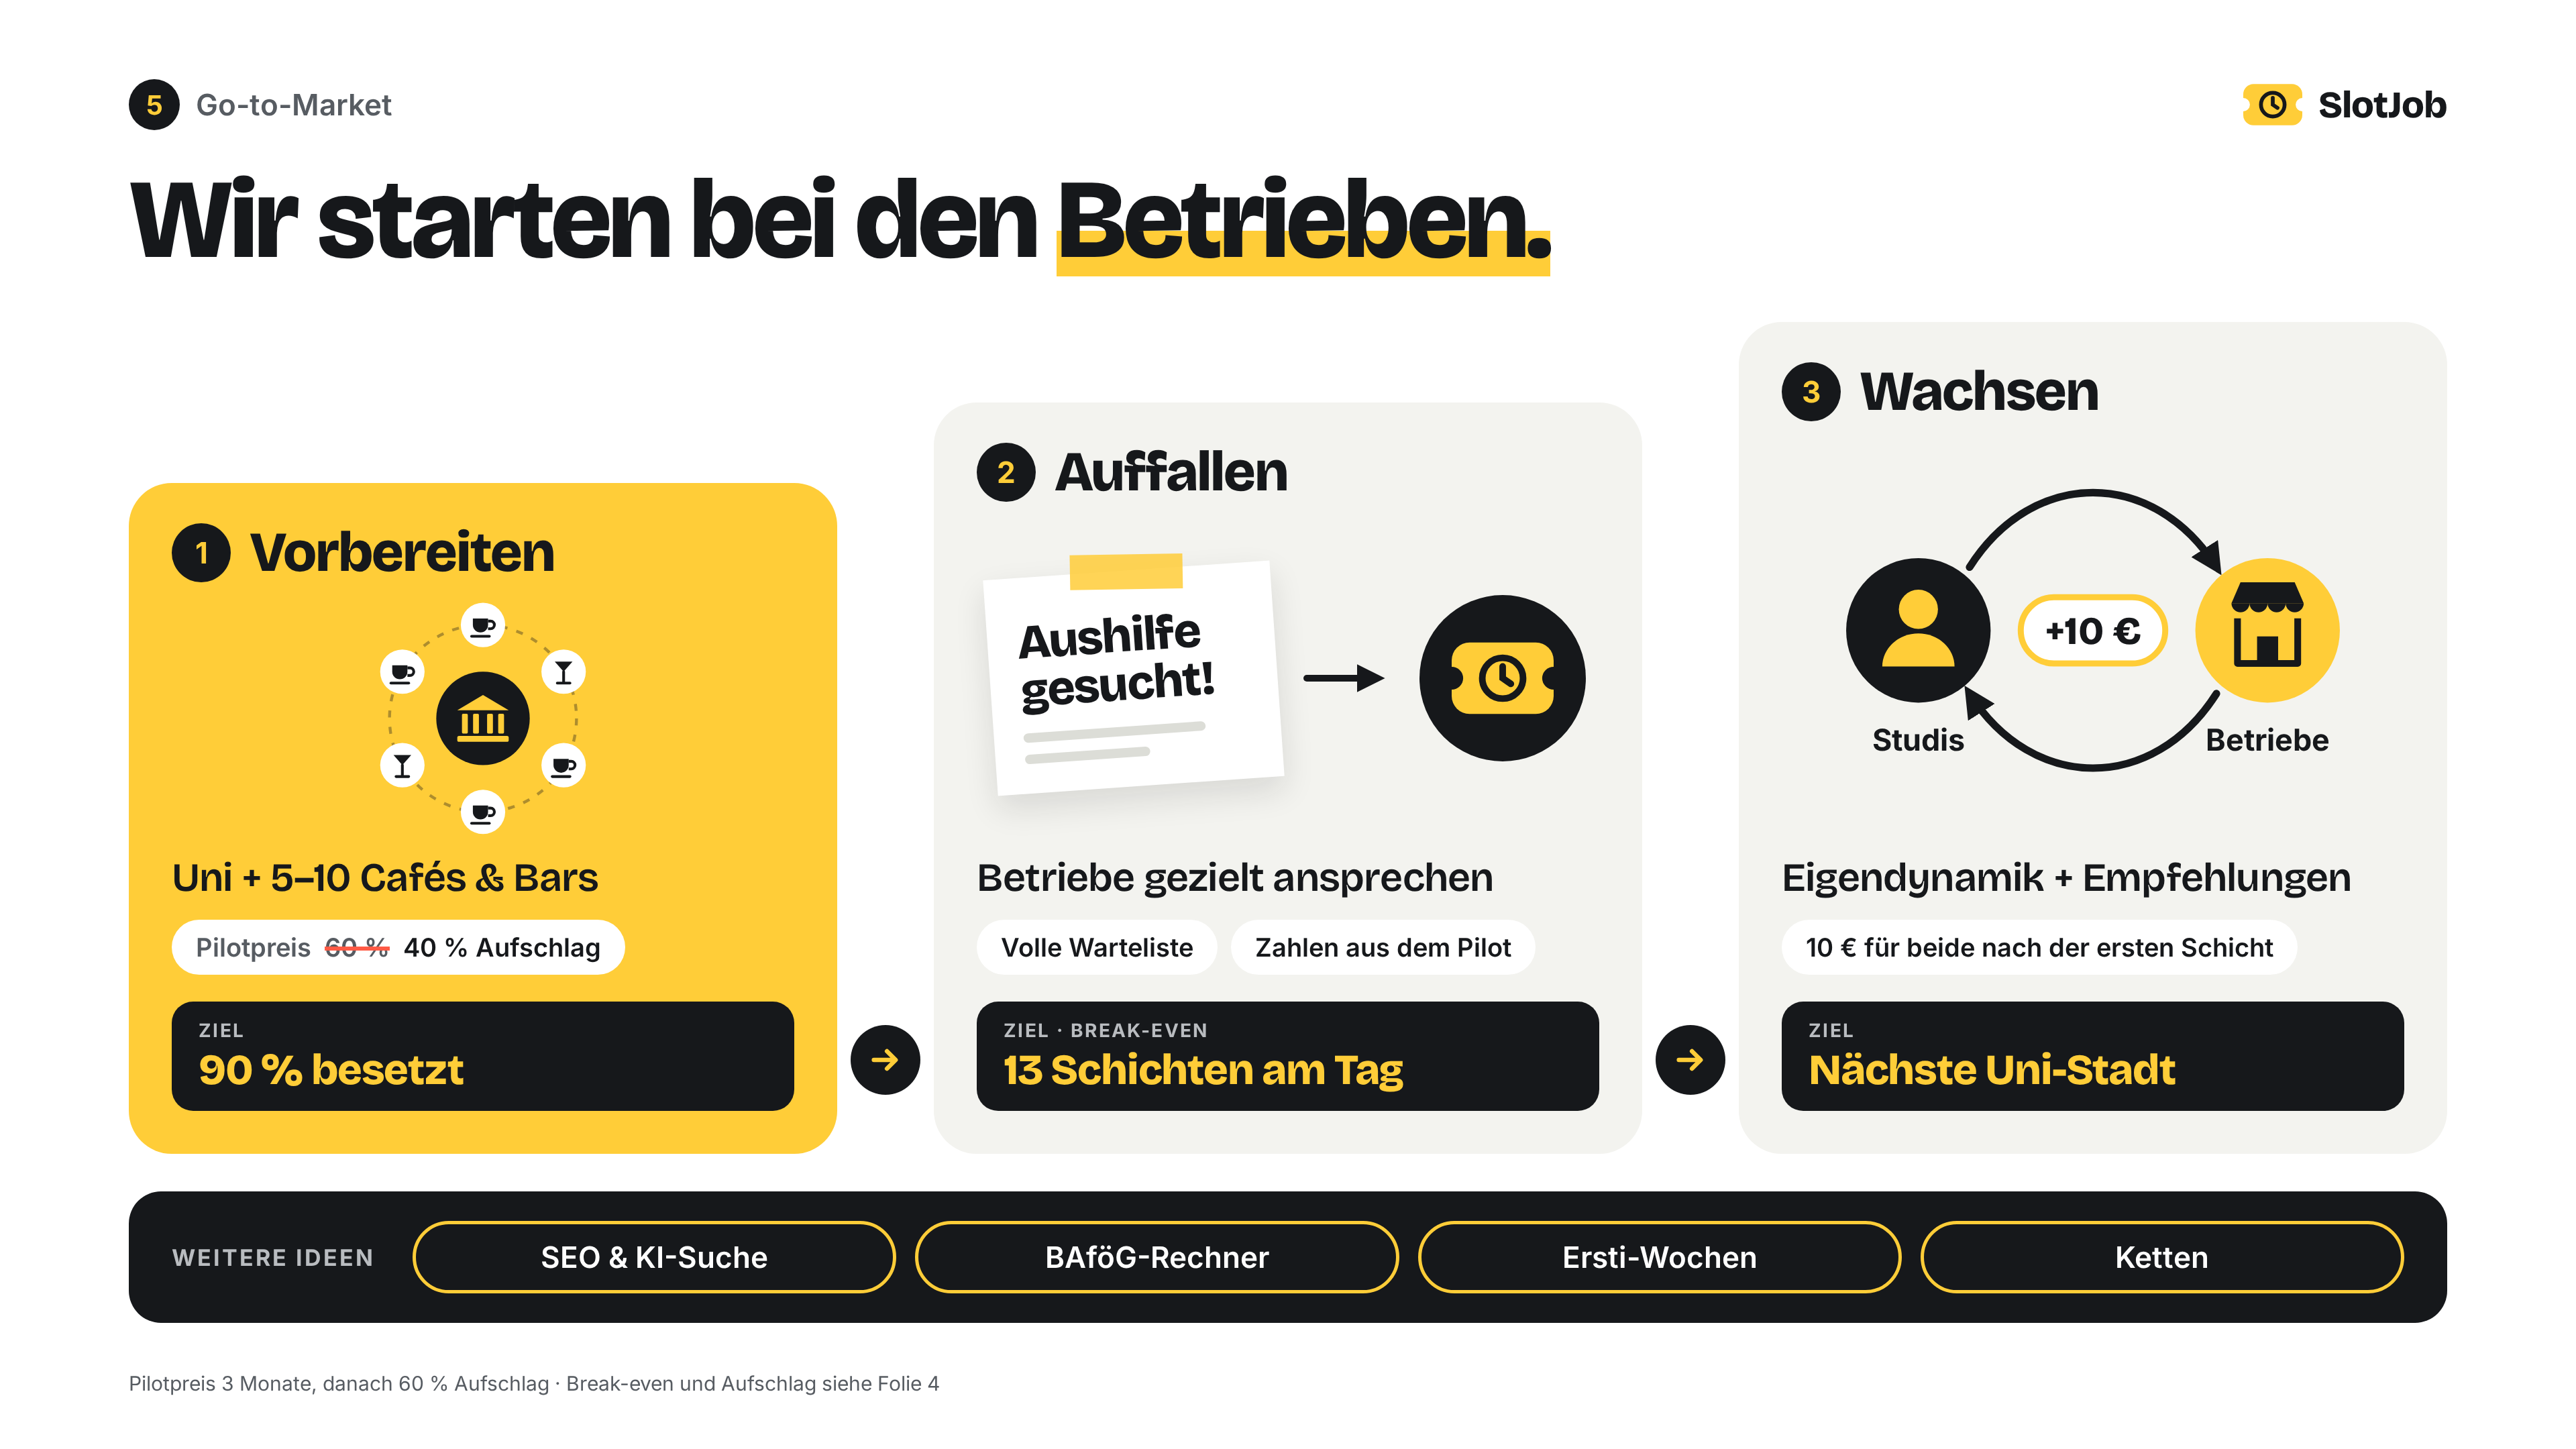 5 Go-to-Market
SlotJob
Wir starten bei den Betrieben.
1 Vorbereiten
Uni + 5–10 Cafés & Bars
Pilotpreis 60 % 40 % Aufschlag
ZIEL
90 % besetzt
2 Auffallen
Aushilfe
gesucht!
Betriebe gezielt ansprechen
Volle Warteliste
Zahlen aus dem Pilot
ZIEL · BREAK-EVEN
13 Schichten am Tag
3 Wachsen
+10 €
Studis
Betriebe
Eigendynamik + Empfehlungen
10 € für beide nach der ersten Schicht
ZIEL
Nächste Uni-Stadt
WEITERE IDEEN
SEO & KI-Suche
BAföG-Rechner
Ersti-Wochen
Ketten
Pilotpreis 3 Monate, danach 60 % Aufschlag · Break-even und Aufschlag siehe Folie 4